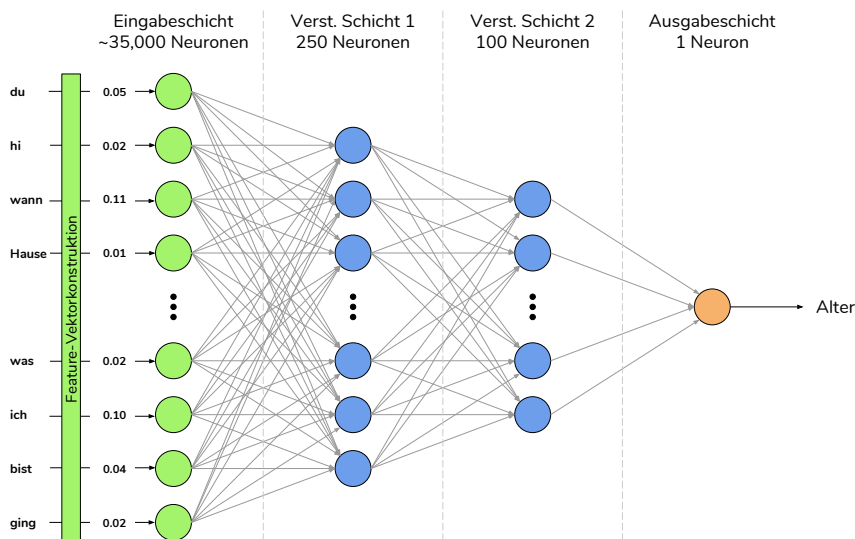 Eingabeschicht
~35,000 Neuronen
Verst. Schicht 1
250 Neuronen
Verst. Schicht 2
100 Neuronen
Ausgabeschicht
1 Neuron
Feature-Vektorkonstruktion
du 0.05
hi 0.02
wann 0.11
Hause 0.01
was 0.02
ich 0.10
bist 0.04
ging 0.02
Alter